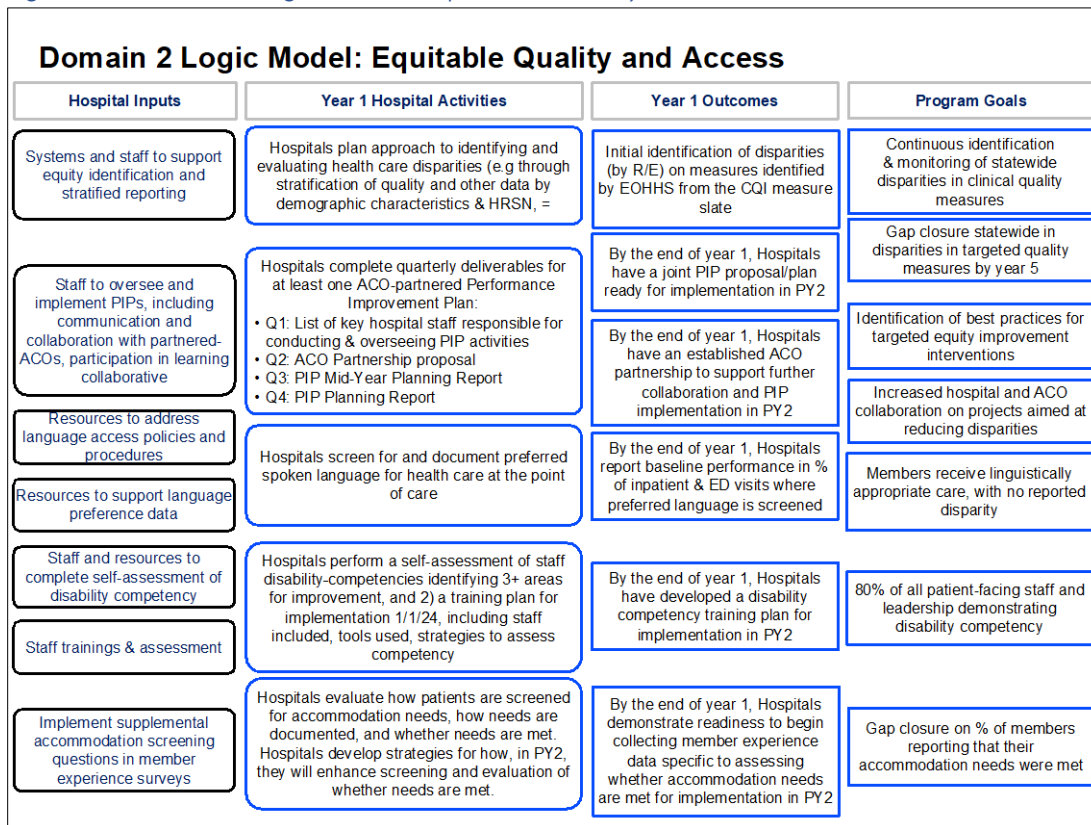 Domain 2 Logic Model: Equitable Quality and Access
Hospital Inputs
Year 1 Hospital Activities
Year 1 Outcomes
Program Goals
Systems and staff to support
equity identification and
stratified reporting
Hospitals plan approach to identifying and
evaluating health care disparities (e.g through
stratification of quality and other data by
demographic characteristics & HRSN, =
Initial identification of disparities
(by R/E) on measures identified
by EOHHS from the CQI measure
slate
Continuous identification
& monitoring of statewide
disparities in clinical quality
measures
Gap closure statewide in
disparities in targeted quality
measures by year 5
Staff to oversee and
implement PIPs, including
communication and
collaboration with partnered-
ACOs, participation in learning
collaborative
Hospitals complete quarterly deliverables for
at least one ACO-partnered Performance
Improvement Plan:
• Q1: List of key hospital staff responsible for
conducting & overseeing PIP activities
• Q2: ACO Partnership proposal
• Q3: PIP Mid-Year Planning Report
• Q4: PIP Planning Report
By the end of year 1, Hospitals
have a joint PIP proposal/plan
ready for implementation in PY2
By the end of year 1, Hospitals
have an established ACO
partnership to support further
collaboration and PIP
implementation in PY2
Identification of best practices for
targeted equity improvement
interventions
Increased hospital and ACO
collaboration on projects aimed at
reducing disparities
Resources to address
language access policies and
procedures
Resources to support language
preference data
Hospitals screen for and document preferred
spoken language for health care at the point
of care
By the end of year 1, Hospitals
report baseline performance in %
of inpatient & ED visits where
preferred language is screened
Members receive linguistically
appropriate care, with no reported
disparity
Staff and resources to
complete self-assessment of
disability competency
Staff trainings & assessment
Hospitals perform a self-assessment of staff
disability-competencies identifying 3+ areas
for improvement, and 2) a training plan for
implementation 1/1/24, including staff
included, tools used, strategies to assess
competency
By the end of year 1, Hospitals
have developed a disability
competency training plan for
implementation in PY2
80% of all patient-facing staff and
leadership demonstrating
disability competency
Implement supplemental
accommodation screening
questions in member
experience surveys
Hospitals evaluate how patients are screened
for accommodation needs, how needs are
documented, and whether needs are met.
Hospitals develop strategies for how, in PY2,
they will enhance screening and evaluation of
whether needs are met.
By the end of year 1, Hospitals
demonstrate readiness to begin
collecting member experience
data specific to assessing
whether accommodation needs
are met for implementation in PY2
Gap closure on % of members
reporting that their
accommodation needs were met